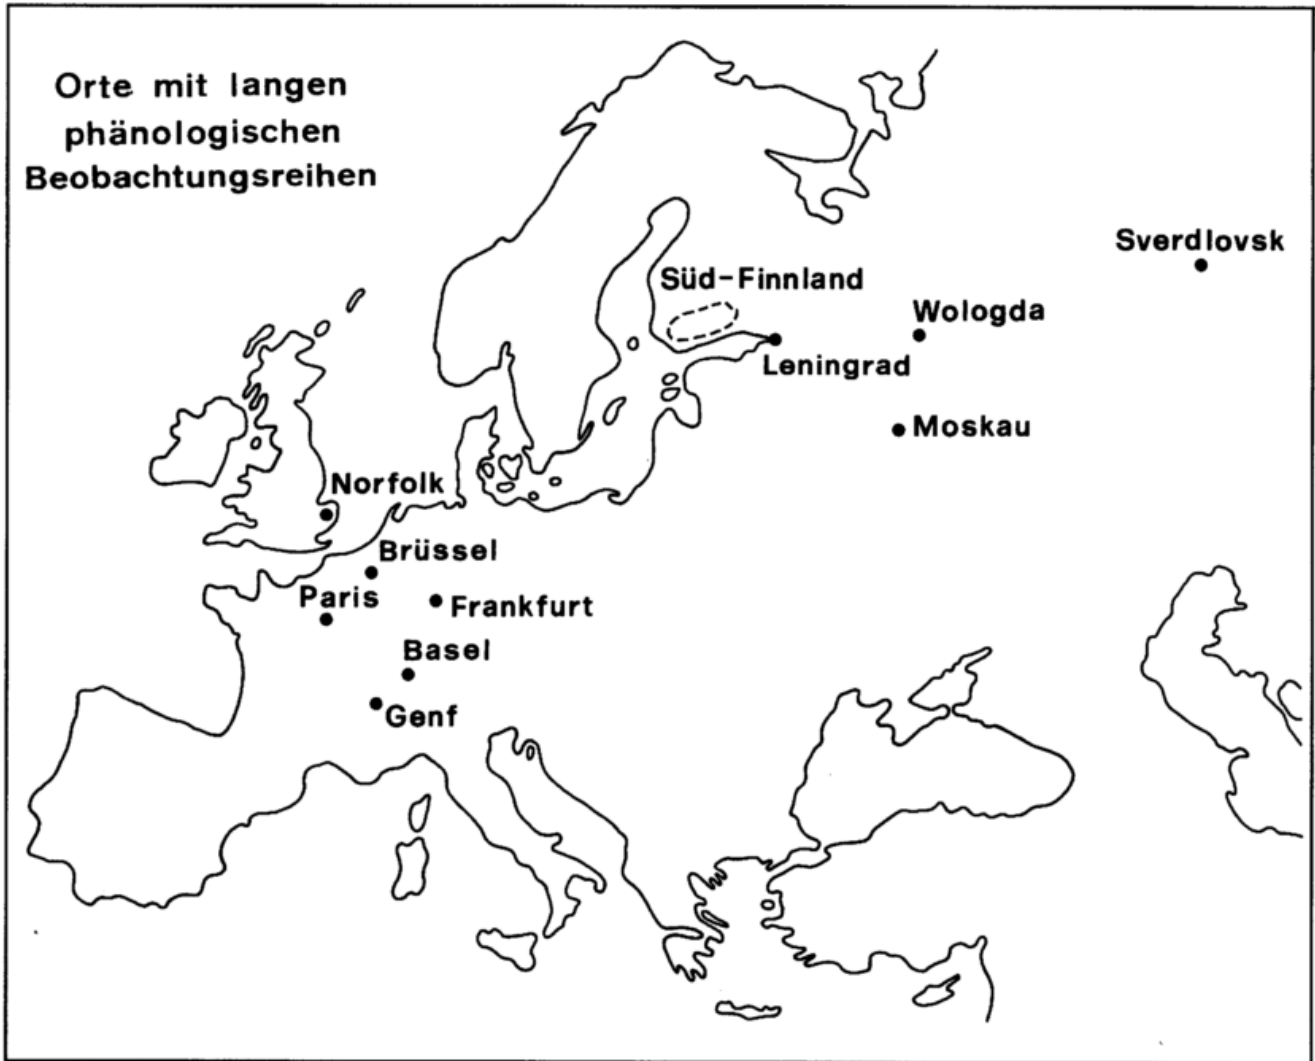 Orte mit langen
phänologischen
Beobachtungsreihen
Sverdlovsk
Süd-Finnland
Wologda
Leningrad
Moskau
Norfolk
Brüssel
Paris
Frankfurt
Basel
Genf